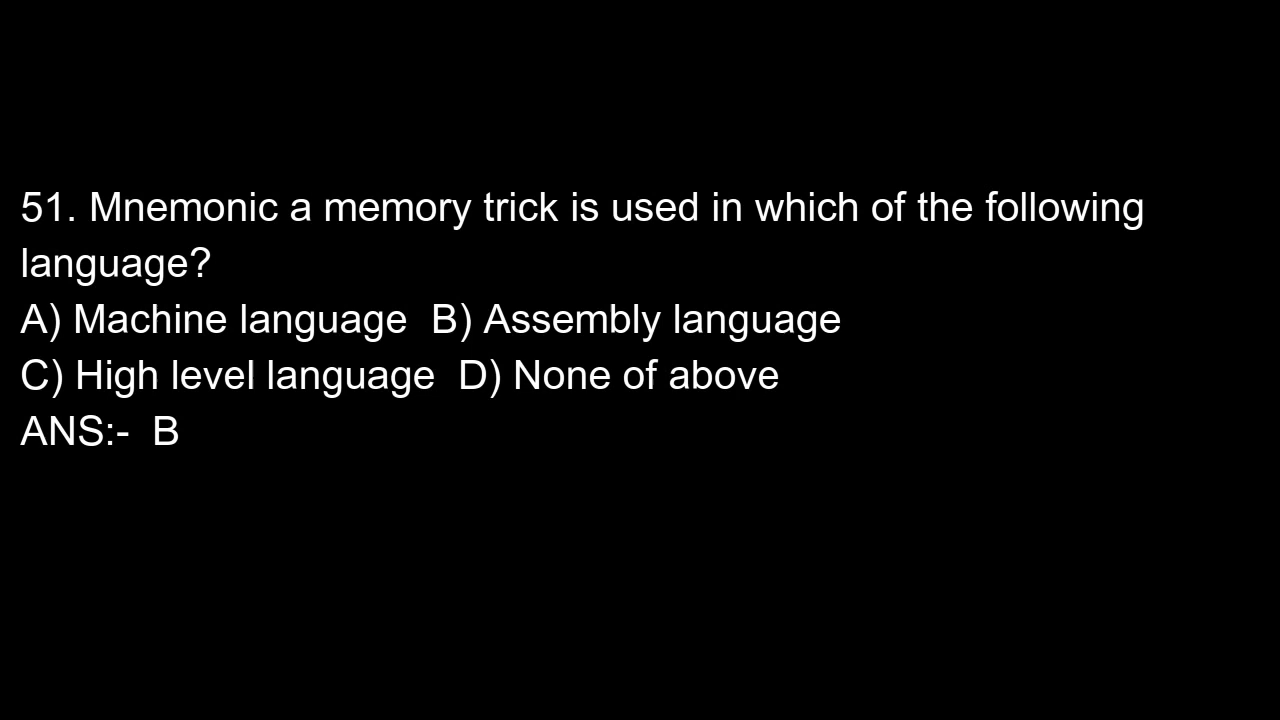 51. Mnemonic a memory trick is used in which of the following
language?
A) Machine language  B) Assembly language
C) High level language  D) None of above
ANS:-  B